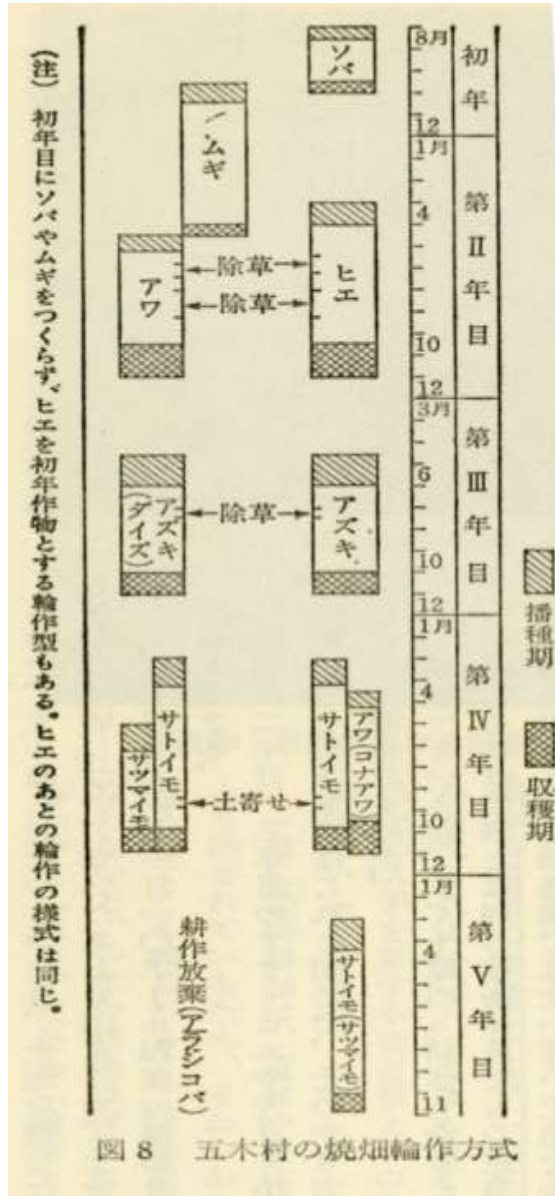 播種期
収穫期
初年
第Ⅱ年目
第Ⅲ年目
第Ⅳ年目
第Ⅴ年目
8月
12
1月
4
10
12
3月
6
10
12
1月
4
10
12
1月
4
11
ソバ
ヒエ
アズキ
サトイモ
アワ(コナアワ)
サトイモ(サツマイモ)
除草
除草
除草
土寄せ
ムギ
アワ
アズキ
(ダイズ)
サトイモ
サツマイモ
耕作放棄(アラジコバ)
(注) 初年目にソバやムギをつくらず、ヒエを初年作物とする輪作型もある。ヒエのあとの輪作の様式は同じ。
図8 五木村の燒畑輪作方式